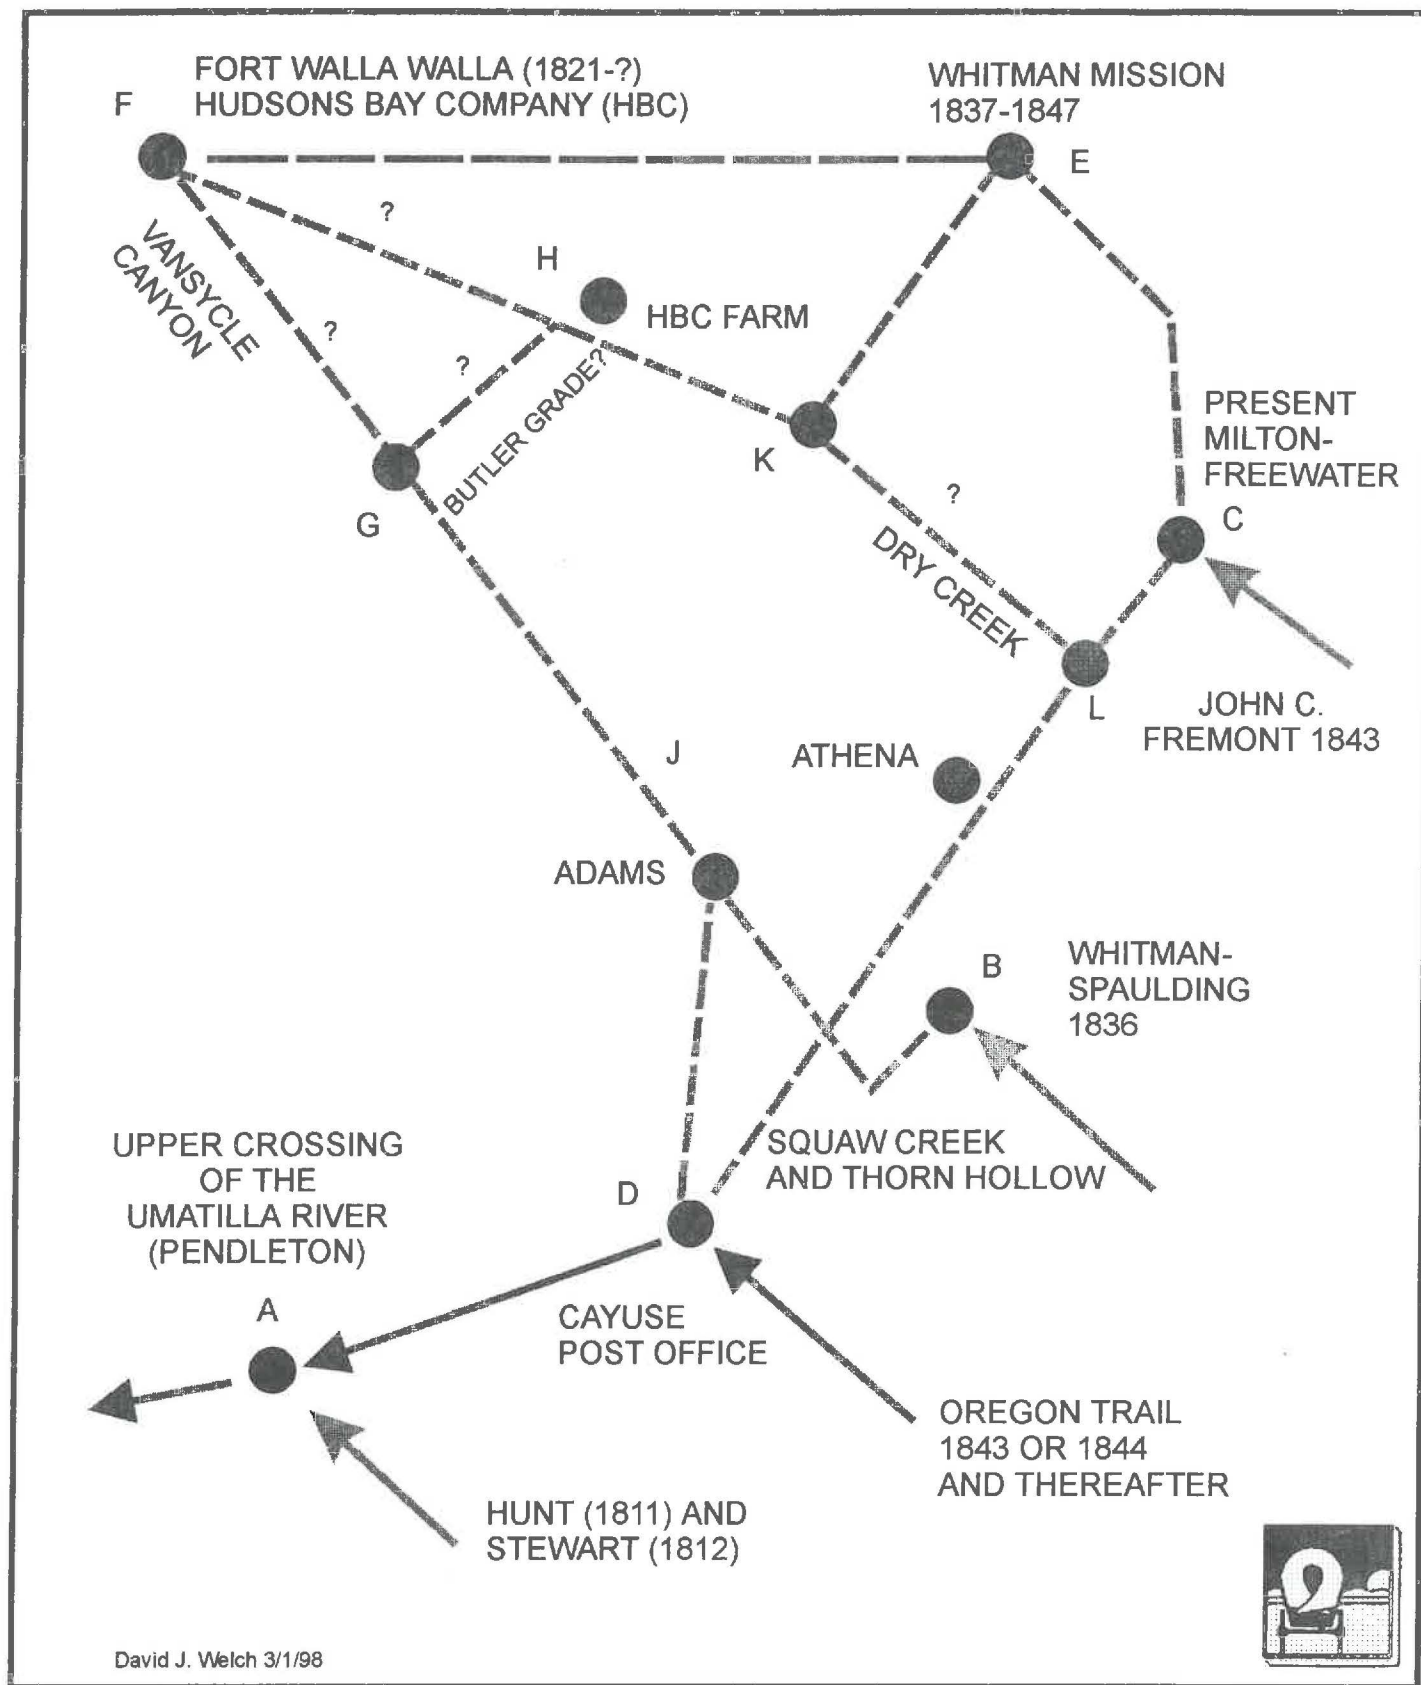 FORT WALLA WALLA (1821-?)
F
HUDSONS BAY COMPANY (HBC)
WHITMAN MISSION
1837-1847
E
?
VANSYCLE
CANYON
H
HBC FARM
?
?
BUTLER GRADE?
K
G
?
DRY CREEK
PRESENT
MILTON-
FREEWATER
C
L
JOHN C.
FREMONT 1843
J
ATHENA
ADAMS
B
WHITMAN-
SPAULDING
1836
SQUAW CREEK
AND THORN HOLLOW
UPPER CROSSING
OF THE
UMATILLA RIVER
(PENDLETON)
D
A
CAYUSE
POST OFFICE
OREGON TRAIL
1843 OR 1844
AND THEREAFTER
HUNT (1811) AND
STEWART (1812)
David J. Welch 3/1/98